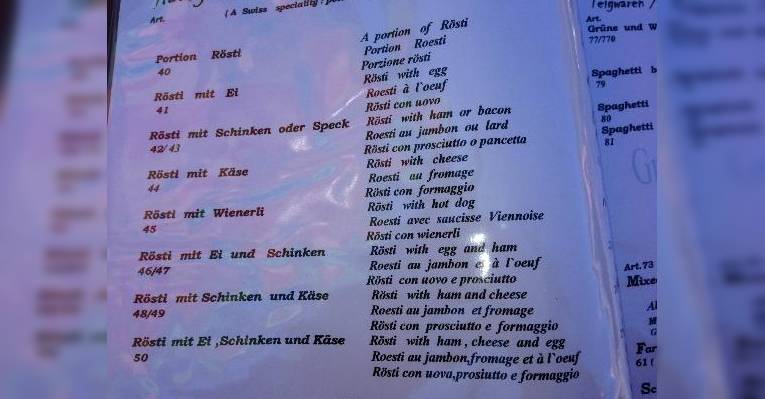 Art.
( A Swiss speciality:
Portion Rösti
40
Rösti mit Ei
41
Rösti mit Schinken oder Speck
42/43
Rösti mit Käse
44
Rösti mit Wienerli
45
Rösti mit Ei und Schinken
46/47
Rösti mit Schinken und Käse
48/49
Rösti mit Ei ,Schinken und Käse
50
A portion of Rösti
Portion Roesti
Porzione rösti
Rösti with egg
Roesti à l`oeuf
Rösti con uovo
Rösti with ham or bacon
Roesti au jambon ou lard
Rösti con prosciutto o pancetta
Rösti with cheese
Roesti au fromage
Rösti con formaggio
Rösti with hot dog
Roesti avec saucisse Viennoise
Rösti con wienerli
Rösti with egg and ham
Roesti au jambon et à l`oeuf
Rösti con uovo e prosciutto
Rösti with ham and cheese
Roesti au jambon et fromage
Rösti con prosciutto e formaggio
Rösti with ham , cheese and egg
Roesti au jambon,fromage et à l`oeuf
Rösti con uova,prosiutto e formaggio
Teigwaren /
Art.
Grüne und W
77/770
Spaghetti b
79
Spaghetti
80
Spaghetti
81
Art.73
Mixe
Al
M
G
Far
61 (
Sc